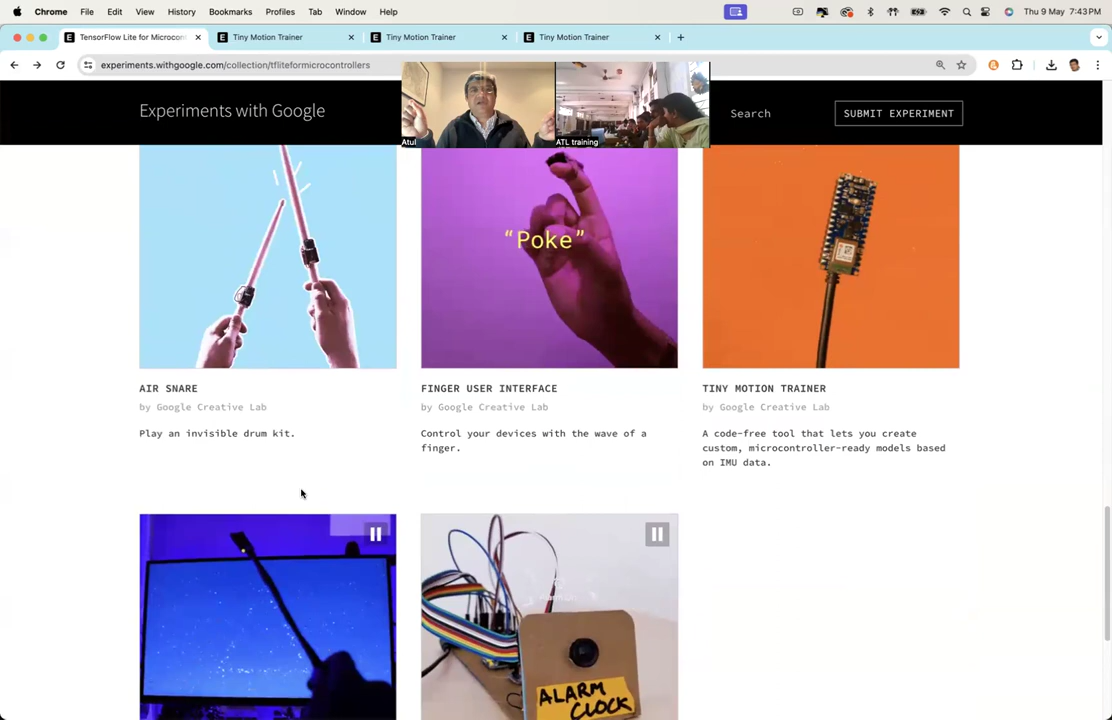 Chrome File Edit View History Bookmarks Profiles Tab Window Help Thu 9 May 7:43 PM
TensorFlow Lite for Microcon
Tiny Motion Trainer
Tiny Motion Trainer
Tiny Motion Trainer
experiments.withgoogle.com/collection/tfliteformicrocontrollers
Experiments with Google
Search
SUBMIT EXPERIMENT
Atul
ATL training
"Poke"
AIR SNARE
by Google Creative Lab
Play an invisible drum kit.
FINGER USER INTERFACE
by Google Creative Lab
Control your devices with the wave of a
finger.
TINY MOTION TRAINER
by Google Creative Lab
A code-free tool that lets you create
custom, microcontroller-ready models based
on IMU data.
ALARM
CLOCK